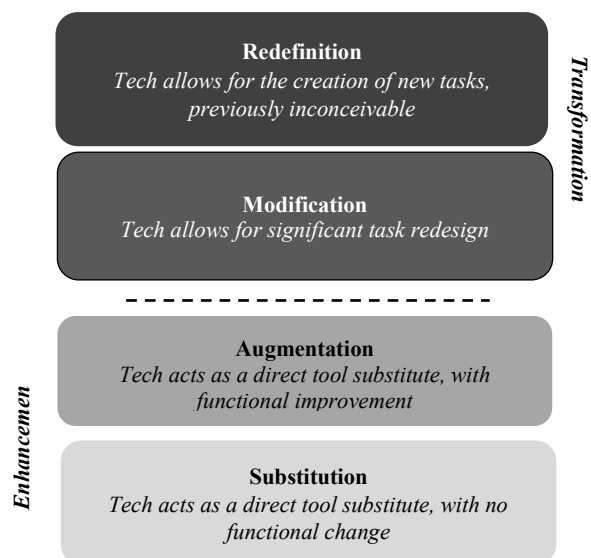 Redefinition
Tech allows for the creation of new tasks,
previously inconceivable
Transformation
Modification
Tech allows for significant task redesign
Augmentation
Tech acts as a direct tool substitute, with
functional improvement
Enhancemen
Substitution
Tech acts as a direct tool substitute, with no
functional change